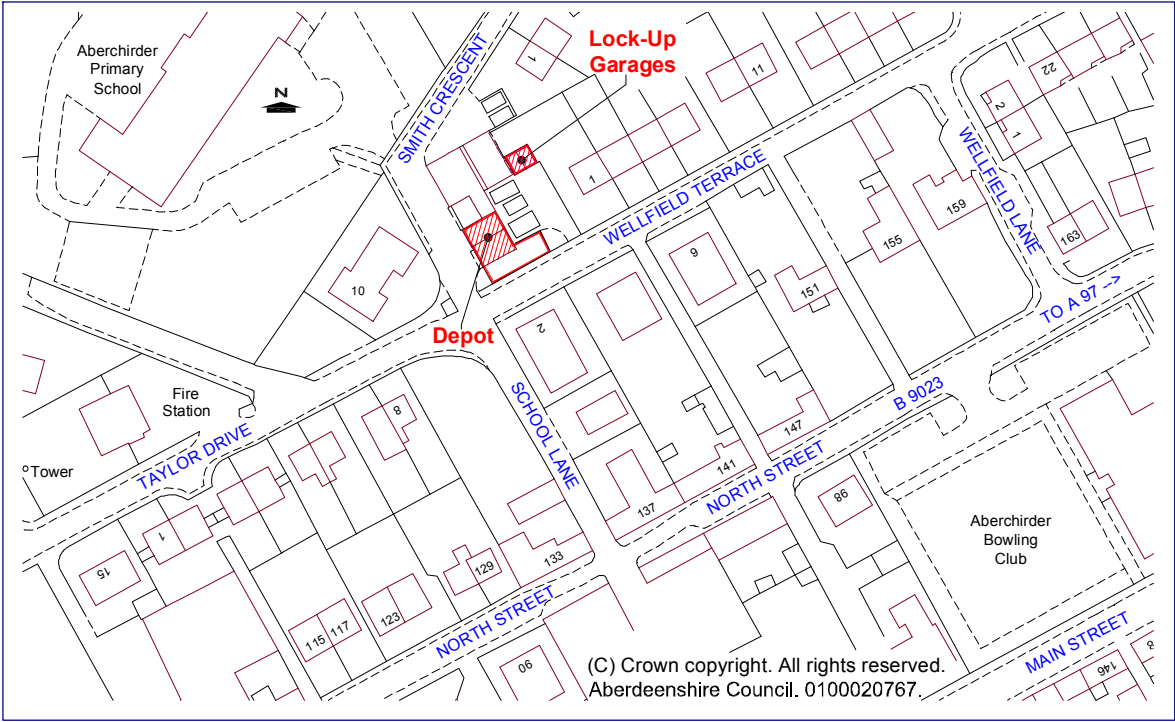 Aberchirder
Primary
School
N
SMITH CRESCENT
1
Lock-Up
Garages
11
22
2
1
WELLFIELD LANE
WELLFIELD TERRACE
1
159
155
163
10
9
151
TO A 97 -->
Depot
2
Fire
Station
8
SCHOOL LANE
B 9023
147
TAYLOR DRIVE
Tower
141
NORTH STREET
137
98
Aberchirder
Bowling
Club
1
15
133
129
123
115
117
NORTH STREET
90
MAIN STREET
146
8
(C) Crown copyright. All rights reserved.
Aberdeenshire Council. 0100020767.